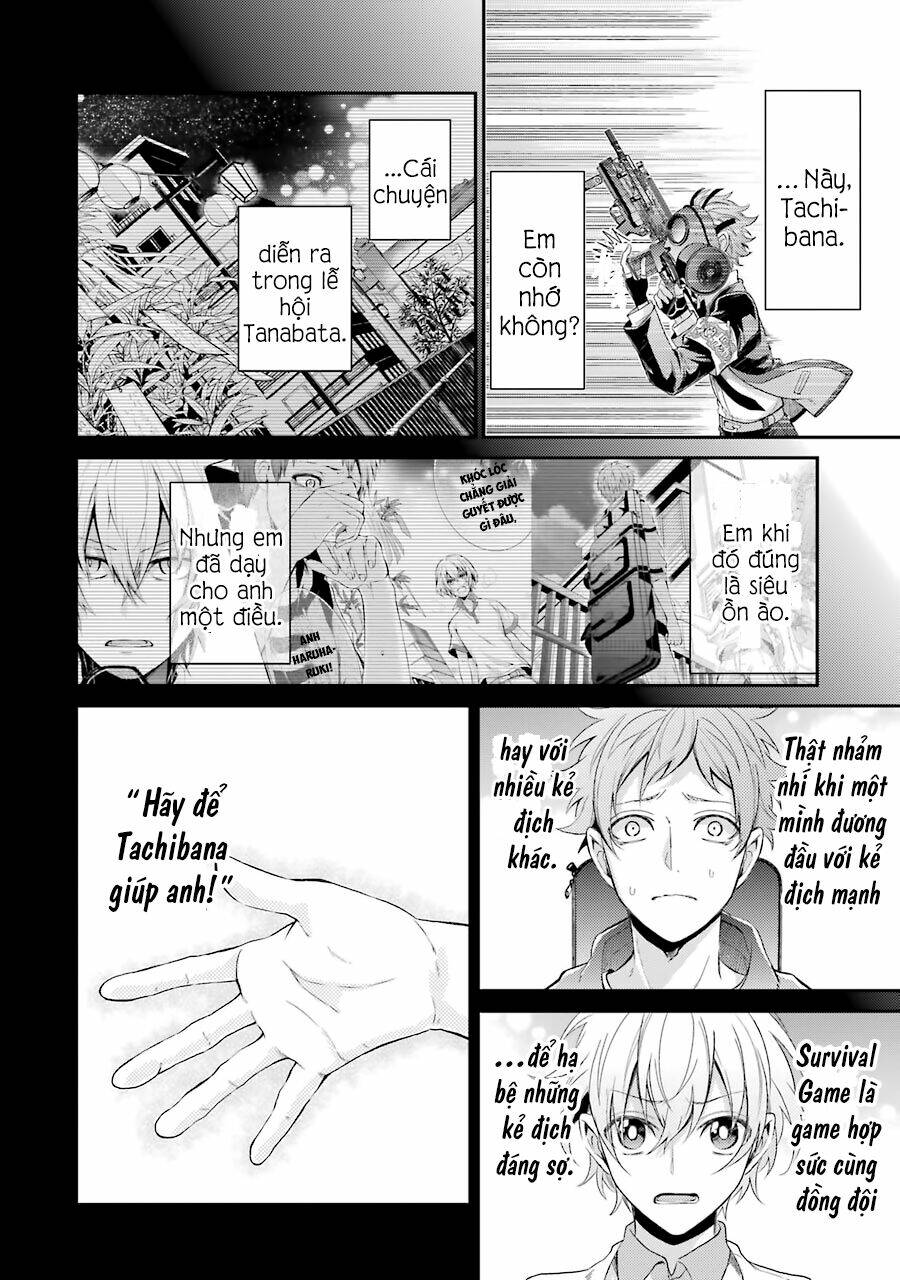 ...Này,
Tachi-
bana.
Em
còn
nhớ
không?
...Cái
chuyện
diễn ra
trong lễ
hội
Tanabata.
Em khi
đó đúng
là siêu
ồn ào.
KHÓC LÓC
CHẲNG GIẢI
GUYẾT ĐƯỢC
GÌ ĐÂU,
ANH
HARUHA-
RUKI!
Nhưng em
đã dạy
cho anh
một điều.
Thật nhảm
nhí khi một
mình đương
đầu với kẻ
địch mạnh
hay với
nhiều kẻ
địch
khác.
Survival
Game là
game hợp
sức cùng
đồng đội
...để hạ
bệ những
kẻ địch
đáng sợ.
“Hãy để
Tachibana
giúp anh!”